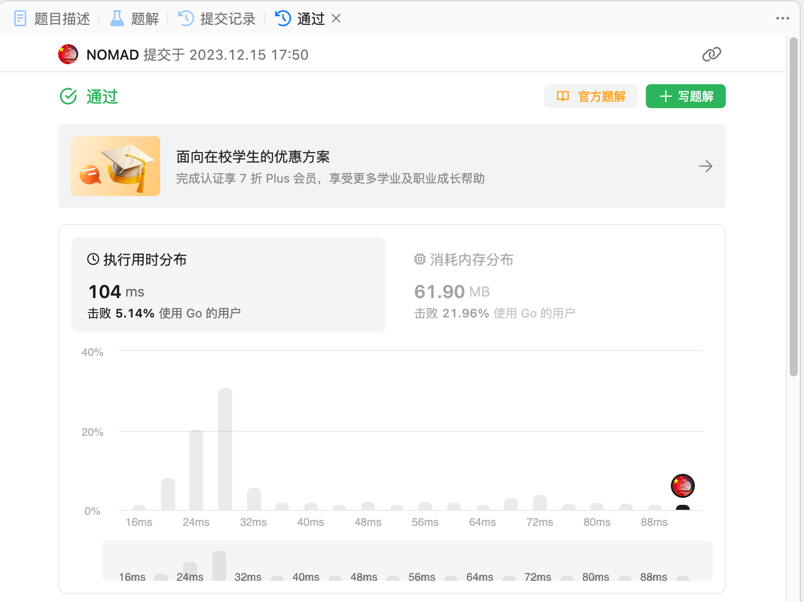 题目描述 题解 提交记录 通过
NOMAD 提交于 2023.12.15 17:50
通过 官方题解 写题解
面向在校学生的优惠方案
完成认证享 7 折 Plus 会员，享受更多学业及职业成长帮助
执行用时分布 消耗内存分布
104 ms 61.90 MB
击败 5.14% 使用 Go 的用户 击败 21.96% 使用 Go 的用户
40%
20%
0%
16ms 24ms 32ms 40ms 48ms 56ms 64ms 72ms 80ms 88ms
16ms 24ms 32ms 40ms 48ms 56ms 64ms 72ms 80ms 88ms